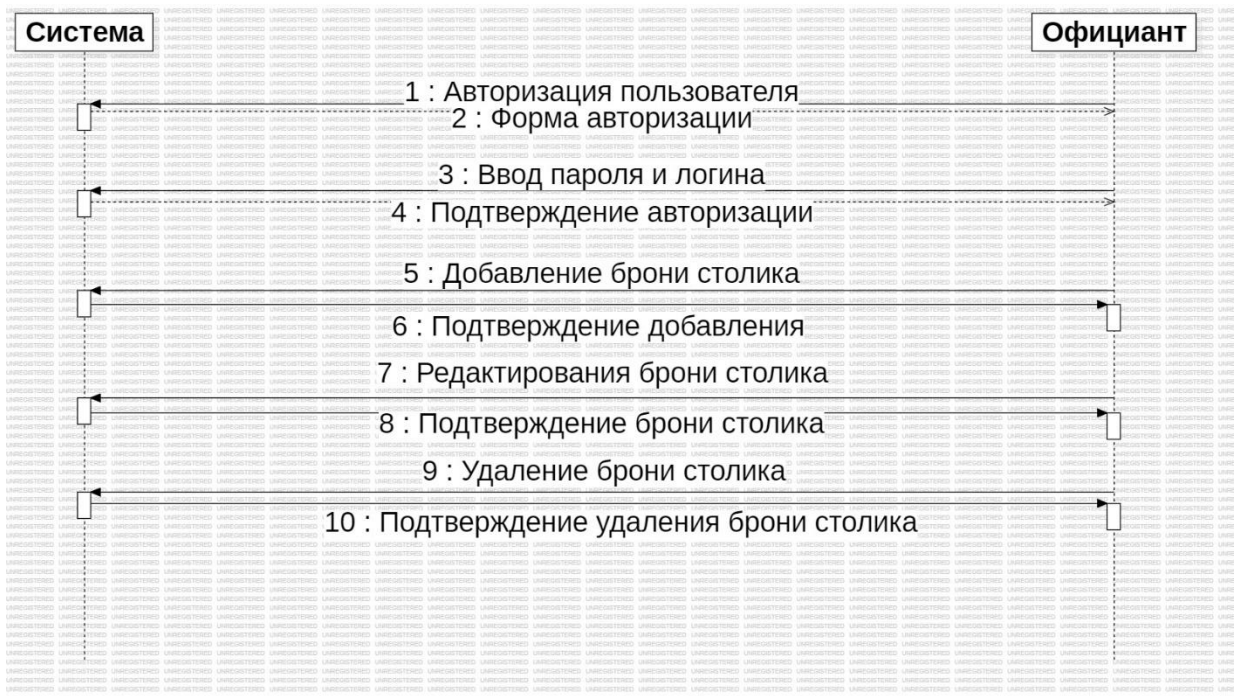 Система
Официант
1 : Авторизация пользователя
2 : Форма авторизации
3 : Ввод пароля и логина
4 : Подтверждение авторизации
5 : Добавление брони столика
6 : Подтверждение добавления
7 : Редактирования брони столика
8 : Подтверждение брони столика
9 : Удаление брони столика
10 : Подтверждение удаления брони столика